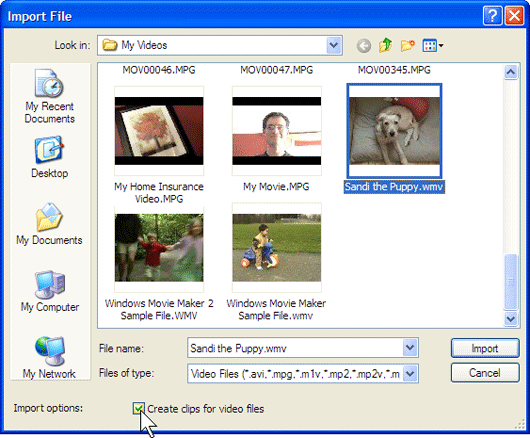 Import File
Look in:
My Videos
MOV00046.MPG
MOV00047.MPG
MOV00345.MPG
My Recent
Documents
Desktop
My Documents
My Computer
My Network
My Home Insurance
Video.MPG
My Movie.MPG
Sandi the Puppy.wmv
Windows Movie Maker 2
Sample File.WMV
Windows Movie Maker
Sample File.wmv
File name:
Sandi the Puppy.wmv
Import
Files of type:
Video Files (*.avi,*.mpg,*.m1v,*.mp2,*.mp2v,*.m
Cancel
Import options:
Create clips for video files